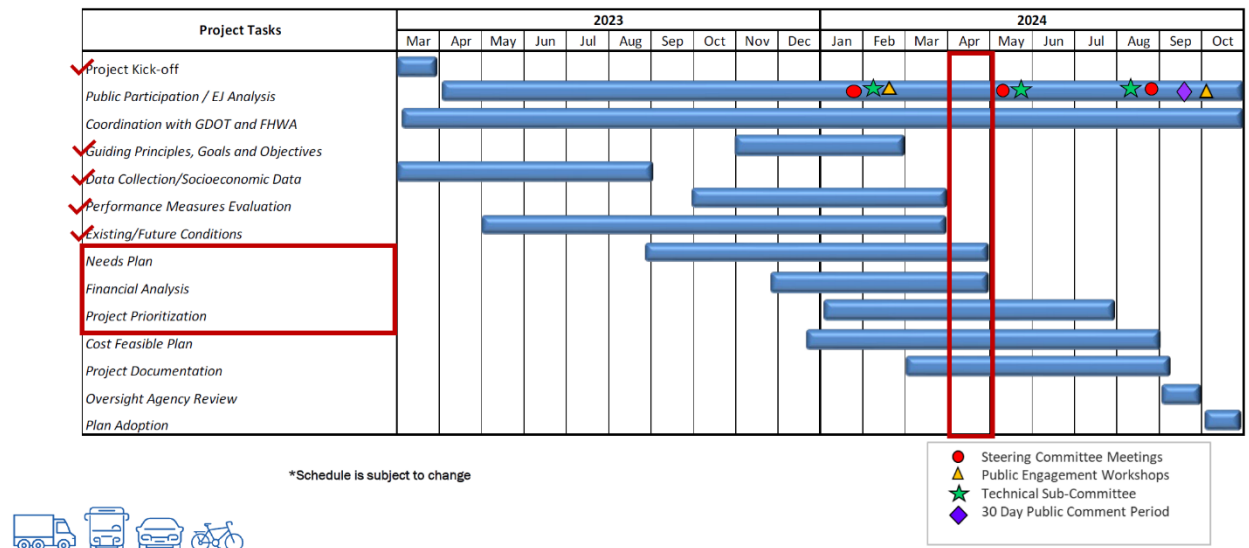 Project Tasks
2023
2024
Mar Apr May Jun Jul Aug Sep Oct Nov Dec Jan Feb Mar Apr May Jun Jul Aug Sep Oct
Project Kick-off
Public Participation / EJ Analysis
Coordination with GDOT and FHWA
Guiding Principles, Goals and Objectives
Data Collection/Socioeconomic Data
Performance Measures Evaluation
Existing/Future Conditions
Needs Plan
Financial Analysis
Project Prioritization
Cost Feasible Plan
Project Documentation
Oversight Agency Review
Plan Adoption
*Schedule is subject to change
Steering Committee Meetings
Public Engagement Workshops
Technical Sub-Committee
30 Day Public Comment Period